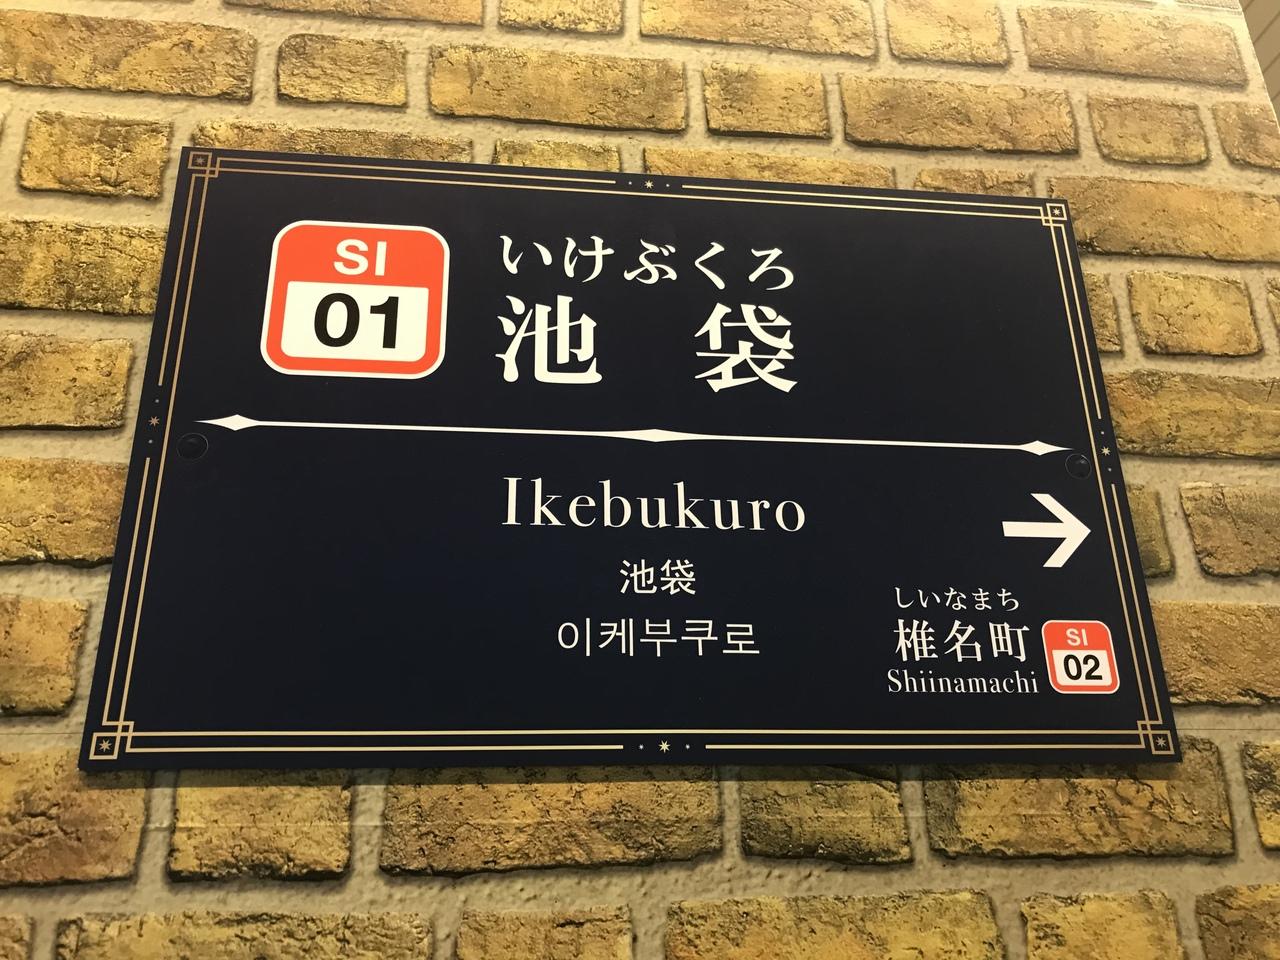 SI
01
いけぶくろ
池袋
Ikebukuro
池袋
이케부쿠로
→
しいなまち
椎名町
Shiinamachi
SI
02